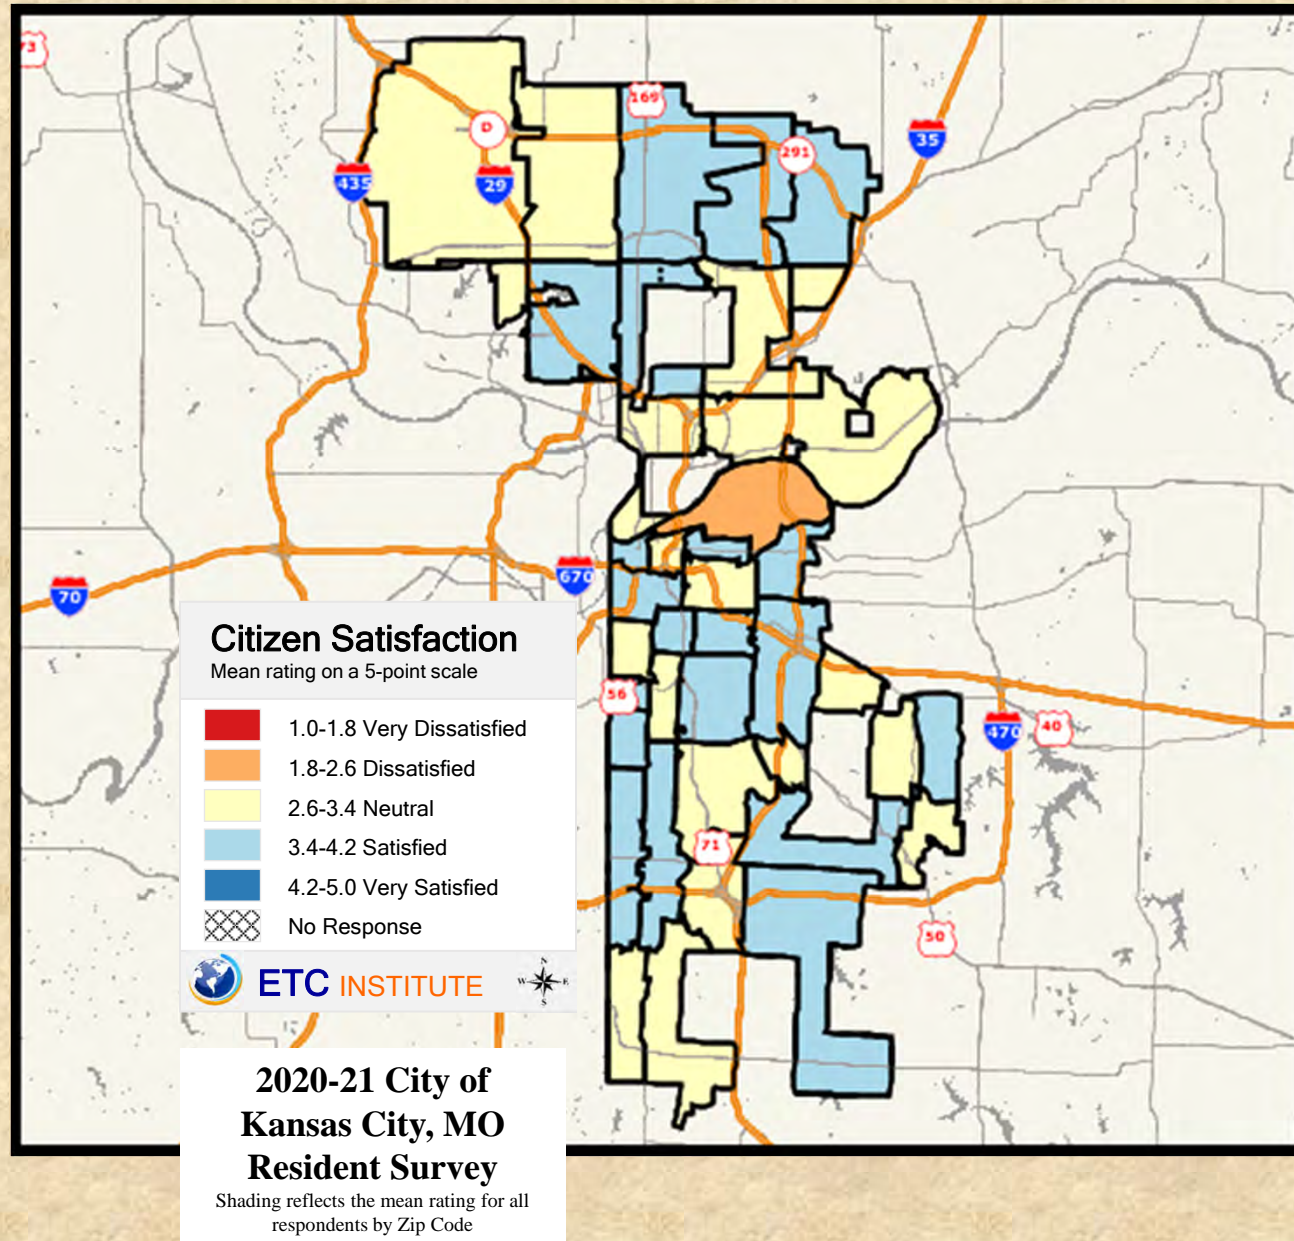 73
169
D
291
35
435
29
70
670
56
470
40
71
50
Citizen Satisfaction
Mean rating on a 5-point scale
1.0-1.8 Very Dissatisfied
1.8-2.6 Dissatisfied
2.6-3.4 Neutral
3.4-4.2 Satisfied
4.2-5.0 Very Satisfied
No Response
ETC INSTITUTE
N
W E
S
2020-21 City of
Kansas City, MO
Resident Survey
Shading reflects the mean rating for all
respondents by Zip Code